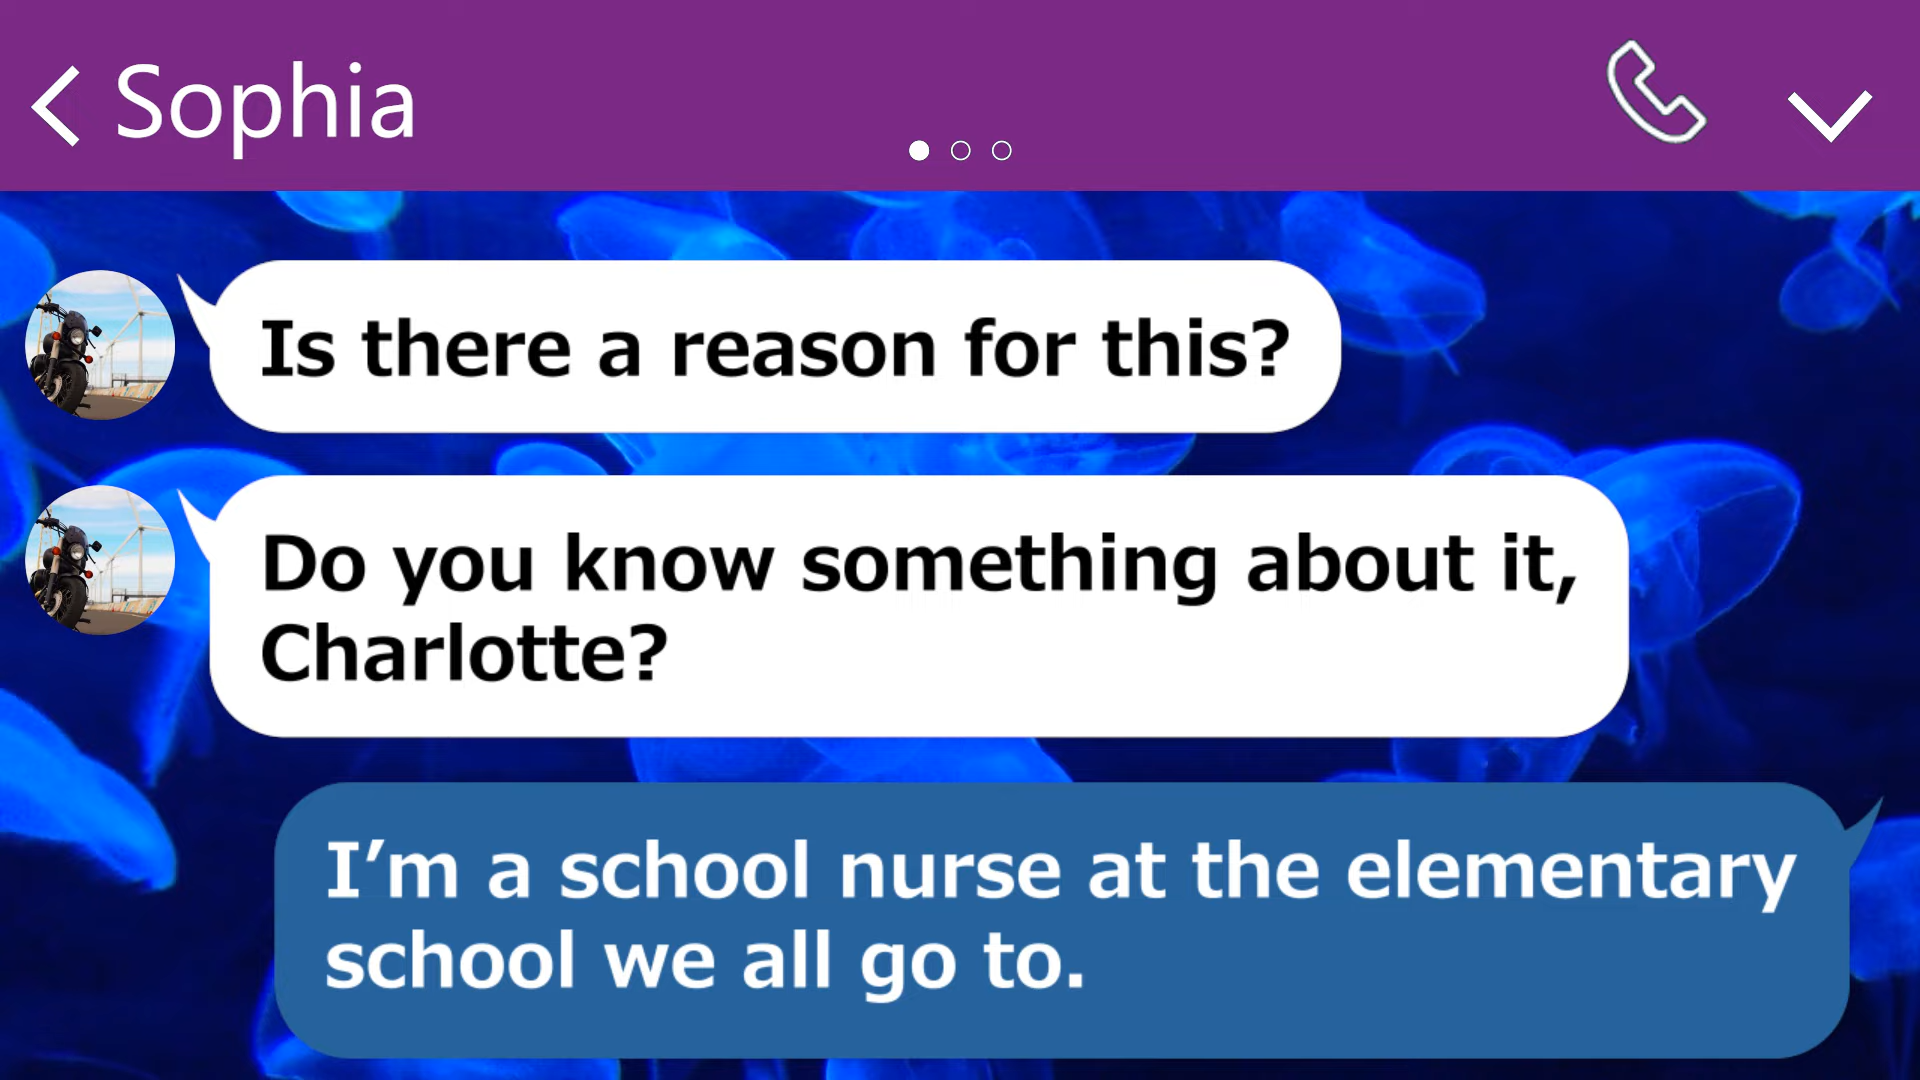 Sophia
Is there a reason for this?
Do you know something about it,
Charlotte?
I’m a school nurse at the elementary
school we all go to.